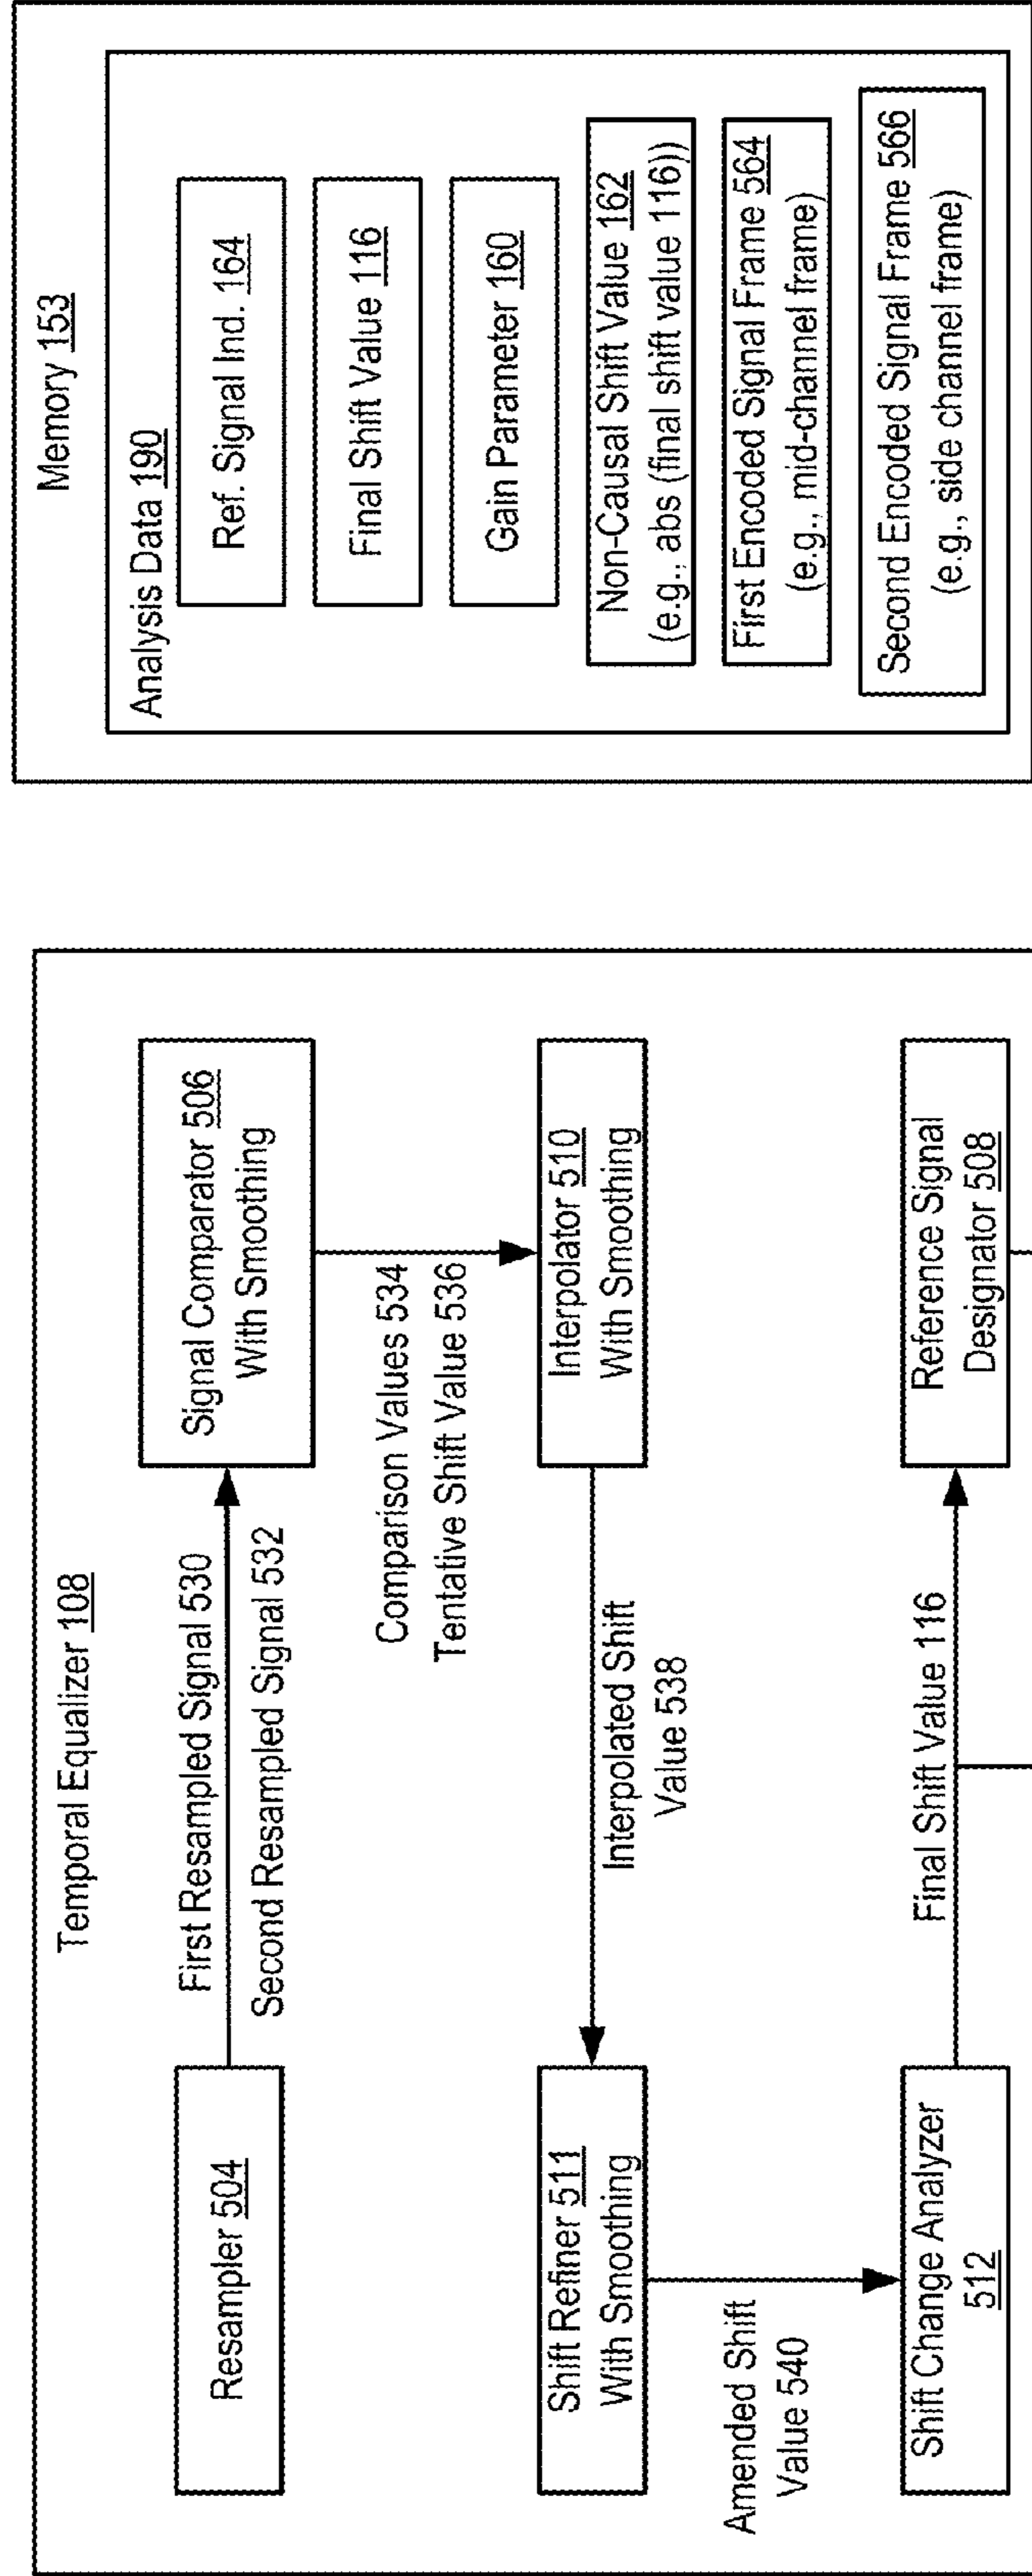 Temporal Equalizer 108
Resampler 504
First Resampled Signal 530
Second Resampled Signal 532
Signal Comparator 506
With Smoothing
Comparison Values 534
Tentative Shift Value 536
Interpolator 510
With Smoothing
Interpolated Shift
Value 538
Shift Refiner 511
With Smoothing
Amended Shift
Value 540
Shift Change Analyzer
512
Final Shift Value 116
Reference Signal
Designator 508
Memory 153
Analysis Data 190
Ref. Signal Ind. 164
Final Shift Value 116
Gain Parameter 160
Non-Causal Shift Value 162
(e.g., abs (final shift value 116))
First Encoded Signal Frame 564
(e.g., mid-channel frame)
Second Encoded Signal Frame 566
(e.g., side channel frame)